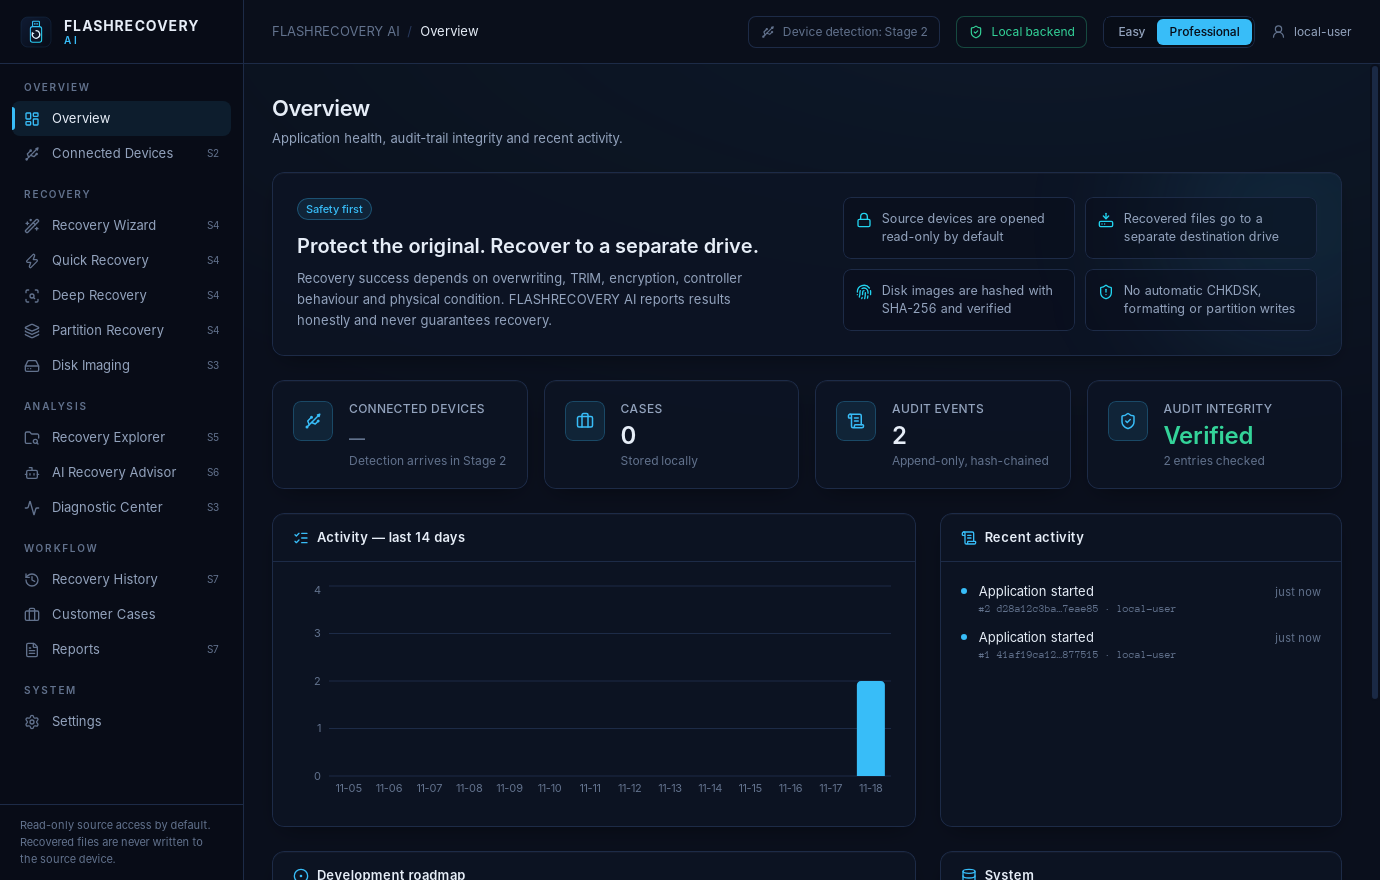 FLASHRECOVERY
AI
FLASHRECOVERY AI / Overview
Device detection: Stage 2
Local backend
Easy
Professional
local-user
OVERVIEW
Overview
Connected Devices S2
RECOVERY
Recovery Wizard S4
Quick Recovery S4
Deep Recovery S4
Partition Recovery S4
Disk Imaging S3
ANALYSIS
Recovery Explorer S5
AI Recovery Advisor S6
Diagnostic Center S3
WORKFLOW
Recovery History S7
Customer Cases
Reports S7
SYSTEM
Settings
Read-only source access by default.
Recovered files are never written to
the source device.
Overview
Application health, audit-trail integrity and recent activity.
Safety first
Protect the original. Recover to a separate drive.
Recovery success depends on overwriting, TRIM, encryption, controller
behaviour and physical condition. FLASHRECOVERY AI reports results
honestly and never guarantees recovery.
Source devices are opened
read-only by default
Recovered files go to a
separate destination drive
Disk images are hashed with
SHA-256 and verified
No automatic CHKDSK,
formatting or partition writes
CONNECTED DEVICES
—
Detection arrives in Stage 2
CASES
0
Stored locally
AUDIT EVENTS
2
Append-only, hash-chained
AUDIT INTEGRITY
Verified
2 entries checked
Activity — last 14 days
4
3
2
1
0
11-05 11-06 11-07 11-08 11-09 11-10 11-11 11-12 11-13 11-14 11-15 11-16 11-17 11-18
Recent activity
Application started just now
#2 d28a12c3ba…7eae85 · local-user
Application started just now
#1 41af19ca12…877515 · local-user
Development roadmap
System